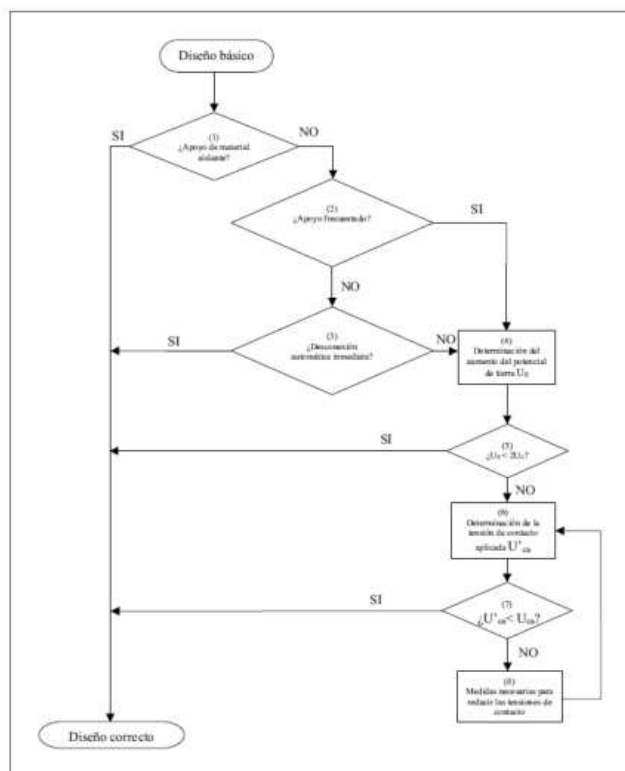 Diseño básico
SI
NO
(1)
¿Apoyo de material
aislante?
(2)
¿Apoyo frecuentado?
SI
NO
(3)
¿Desconexión
automática inmediata?
SI
NO
(4)
Determinación del
aumento del potencial
de tierra UE
(5)
¿UE < 2Uc?
SI
NO
(6)
Determinación de la
tensión de contacto
aplicada U'ca
(7)
¿U'ca< Uca?
SI
NO
(8)
Medidas necesarias para
reducir las tensiones de
contacto
Diseño correcto